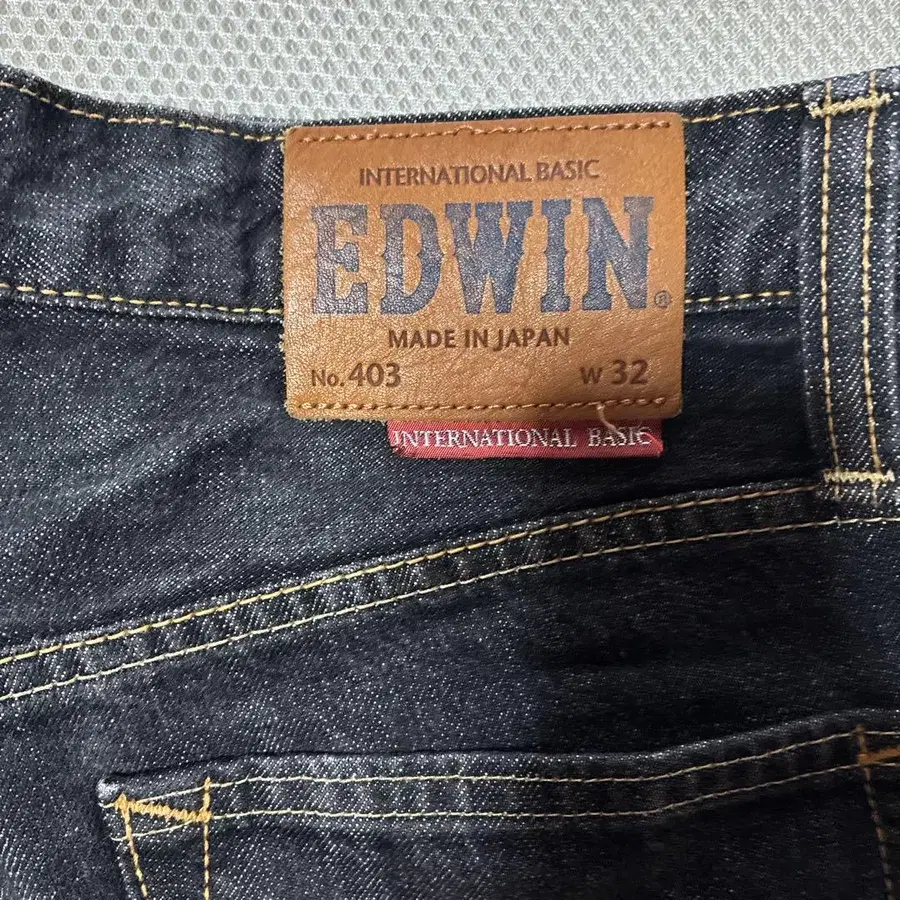 INTERNATIONAL BASIC
EDWIN®
MADE IN JAPAN
No. 403 W 32
INTERNATIONAL BASIC